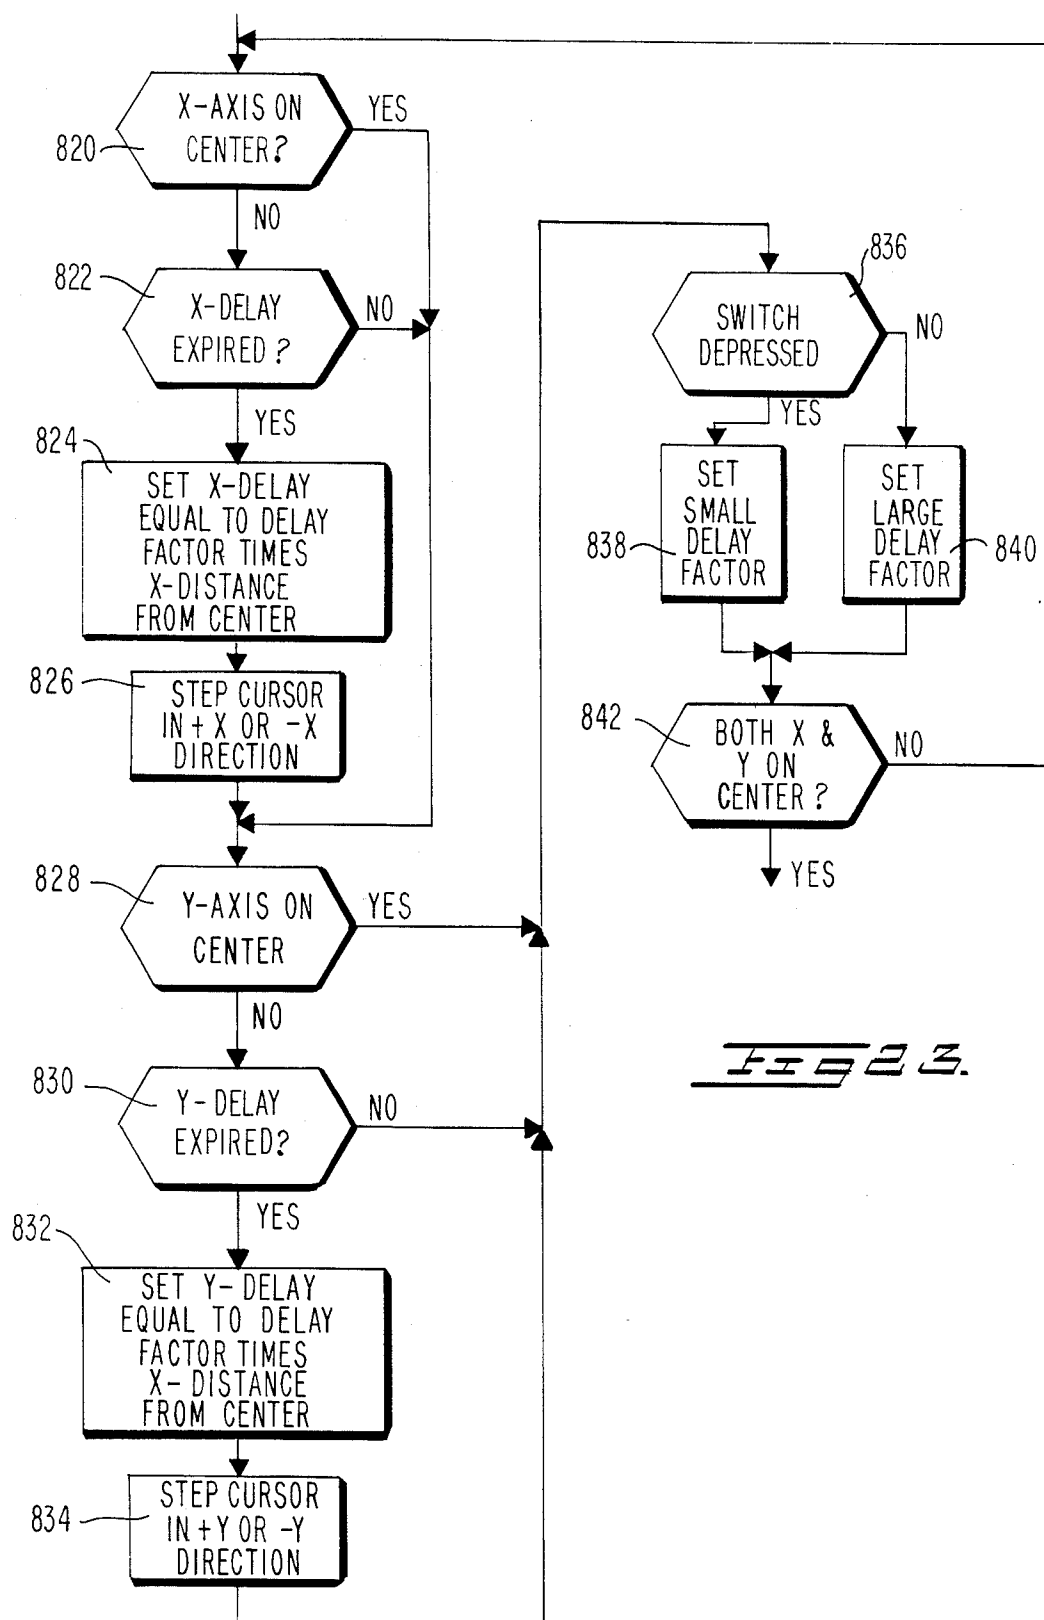 X-AXIS ON
CENTER?
YES
820
NO
822
X-DELAY
EXPIRED?
NO
YES
824
SET X-DELAY
EQUAL TO DELAY
FACTOR TIMES
X-DISTANCE
FROM CENTER
826
STEP CURSOR
IN +X OR -X
DIRECTION
828
Y-AXIS ON
CENTER
YES
NO
830
Y-DELAY
EXPIRED?
NO
YES
832
SET Y-DELAY
EQUAL TO DELAY
FACTOR TIMES
X-DISTANCE
FROM CENTER
834
STEP CURSOR
IN +Y OR -Y
DIRECTION
836
SWITCH
DEPRESSED
NO
YES
SET
SMALL
DELAY
FACTOR
838
SET
LARGE
DELAY
FACTOR
840
842
BOTH X &
Y ON
CENTER?
NO
YES
FIG 23.